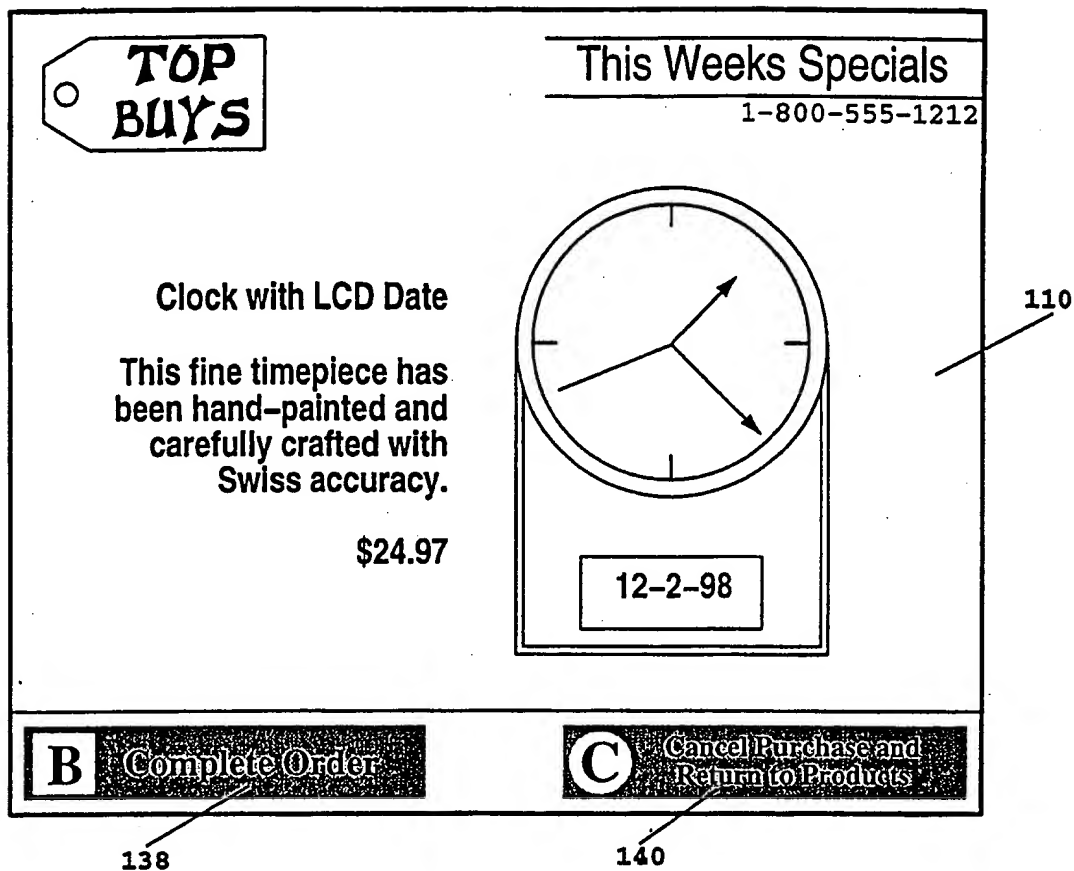 TOP
BUYS
This Weeks Specials
1-800-555-1212
110
Clock with LCD Date
This fine timepiece has
been hand-painted and
carefully crafted with
Swiss accuracy.
$24.97
12-2-98
B Complete Order
C Cancel Purchase and
Return to Products
138
140